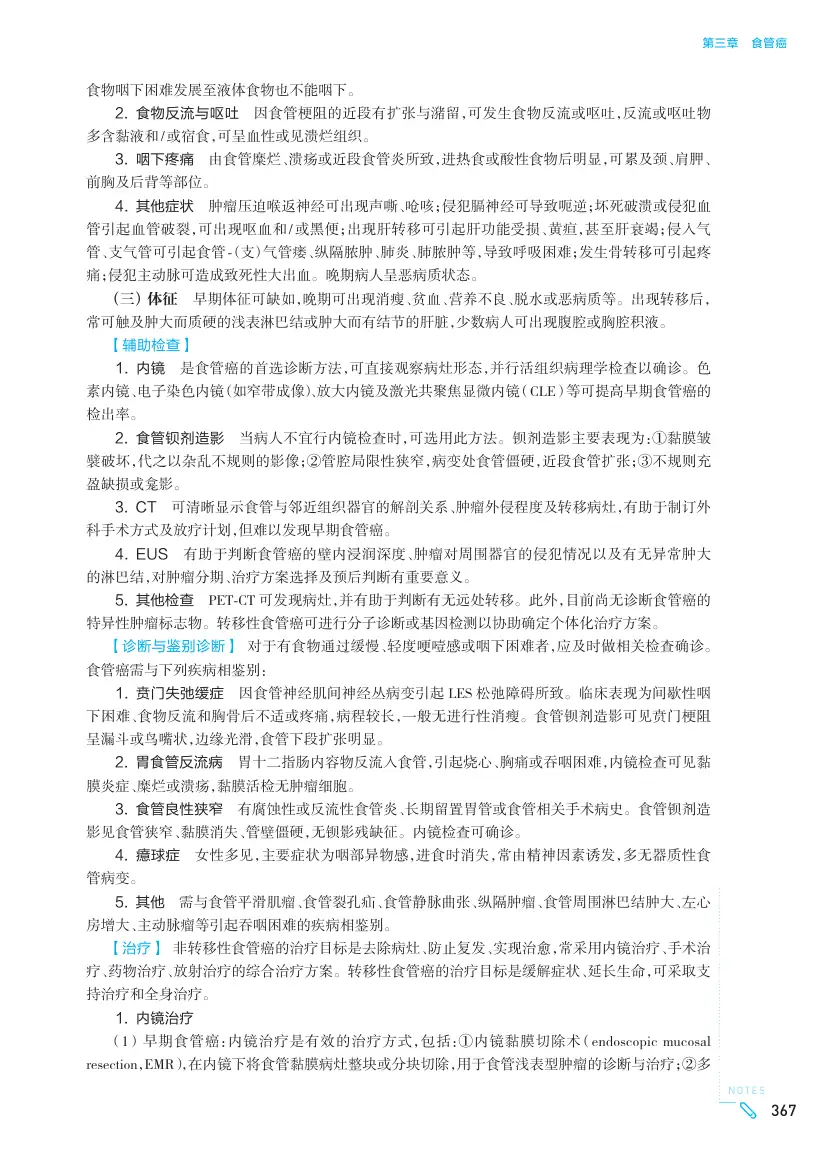 第三章 食管癌
食物咽下困难发展至液体食物也不能咽下。
2. 食物反流与呕吐 因食管梗阻的近段有扩张与潴留,可发生食物反流或呕吐,反流或呕吐物
多含黏液和/或宿食,可呈血性或见溃烂组织。
3. 咽下疼痛 由食管糜烂、溃疡或近段食管炎所致,进热食或酸性食物后明显,可累及颈、肩胛、
前胸及后背等部位。
4. 其他症状 肿瘤压迫喉返神经可出现声嘶、呛咳;侵犯膈神经可导致呃逆;坏死破溃或侵犯血
管引起血管破裂,可出现呕血和/或黑便;出现肝转移可引起肝功能受损、黄疸,甚至肝衰竭;侵入气
管、支气管可引起食管-(支)气管瘘、纵隔脓肿、肺炎、肺脓肿等,导致呼吸困难;发生骨转移可引起疼
痛;侵犯主动脉可造成致死性大出血。晚期病人呈恶病质状态。
(三) 体征 早期体征可缺如,晚期可出现消瘦、贫血、营养不良、脱水或恶病质等。出现转移后,
常可触及肿大而质硬的浅表淋巴结或肿大而有结节的肝脏,少数病人可出现腹腔或胸腔积液。
【辅助检查】
1. 内镜 是食管癌的首选诊断方法,可直接观察病灶形态,并行活组织病理学检查以确诊。色
素内镜、电子染色内镜(如窄带成像)、放大内镜及激光共聚焦显微内镜(CLE)等可提高早期食管癌的
检出率。
2. 食管钡剂造影 当病人不宜行内镜检查时,可选用此方法。钡剂造影主要表现为:①黏膜皱
襞破坏,代之以杂乱不规则的影像;②管腔局限性狭窄,病变处食管僵硬,近段食管扩张;③不规则充
盈缺损或龛影。
3. CT 可清晰显示食管与邻近组织器官的解剖关系、肿瘤外侵程度及转移病灶,有助于制订外
科手术方式及放疗计划,但难以发现早期食管癌。
4. EUS 有助于判断食管癌的壁内浸润深度、肿瘤对周围器官的侵犯情况以及有无异常肿大
的淋巴结,对肿瘤分期、治疗方案选择及预后判断有重要意义。
5. 其他检查 PET-CT 可发现病灶,并有助于判断有无远处转移。此外,目前尚无诊断食管癌的
特异性肿瘤标志物。转移性食管癌可进行分子诊断或基因检测以协助确定个体化治疗方案。
【诊断与鉴别诊断】 对于有食物通过缓慢、轻度哽噎感或咽下困难者,应及时做相关检查确诊。
食管癌需与下列疾病相鉴别:
1. 贲门失弛缓症 因食管神经肌间神经丛病变引起 LES 松弛障碍所致。临床表现为间歇性咽
下困难、食物反流和胸骨后不适或疼痛,病程较长,一般无进行性消瘦。食管钡剂造影可见贲门梗阻
呈漏斗或鸟嘴状,边缘光滑,食管下段扩张明显。
2. 胃食管反流病 胃十二指肠内容物反流入食管,引起烧心、胸痛或吞咽困难,内镜检查可见黏
膜炎症、糜烂或溃疡,黏膜活检无肿瘤细胞。
3. 食管良性狭窄 有腐蚀性或反流性食管炎、长期留置胃管或食管相关手术病史。食管钡剂造
影见食管狭窄、黏膜消失、管壁僵硬,无钡影残缺征。内镜检查可确诊。
4. 癔球症 女性多见,主要症状为咽部异物感,进食时消失,常由精神因素诱发,多无器质性食
管病变。
5. 其他 需与食管平滑肌瘤、食管裂孔疝、食管静脉曲张、纵隔肿瘤、食管周围淋巴结肿大、左心
房增大、主动脉瘤等引起吞咽困难的疾病相鉴别。
【治疗】 非转移性食管癌的治疗目标是去除病灶、防止复发、实现治愈,常采用内镜治疗、手术治
疗、药物治疗、放射治疗的综合治疗方案。转移性食管癌的治疗目标是缓解症状、延长生命,可采取支
持治疗和全身治疗。
1. 内镜治疗
(1) 早期食管癌:内镜治疗是有效的治疗方式,包括:①内镜黏膜切除术(endoscopic mucosal
resection,EMR),在内镜下将食管黏膜病灶整块或分块切除,用于食管浅表型肿瘤的诊断与治疗;②多
NOTES
367